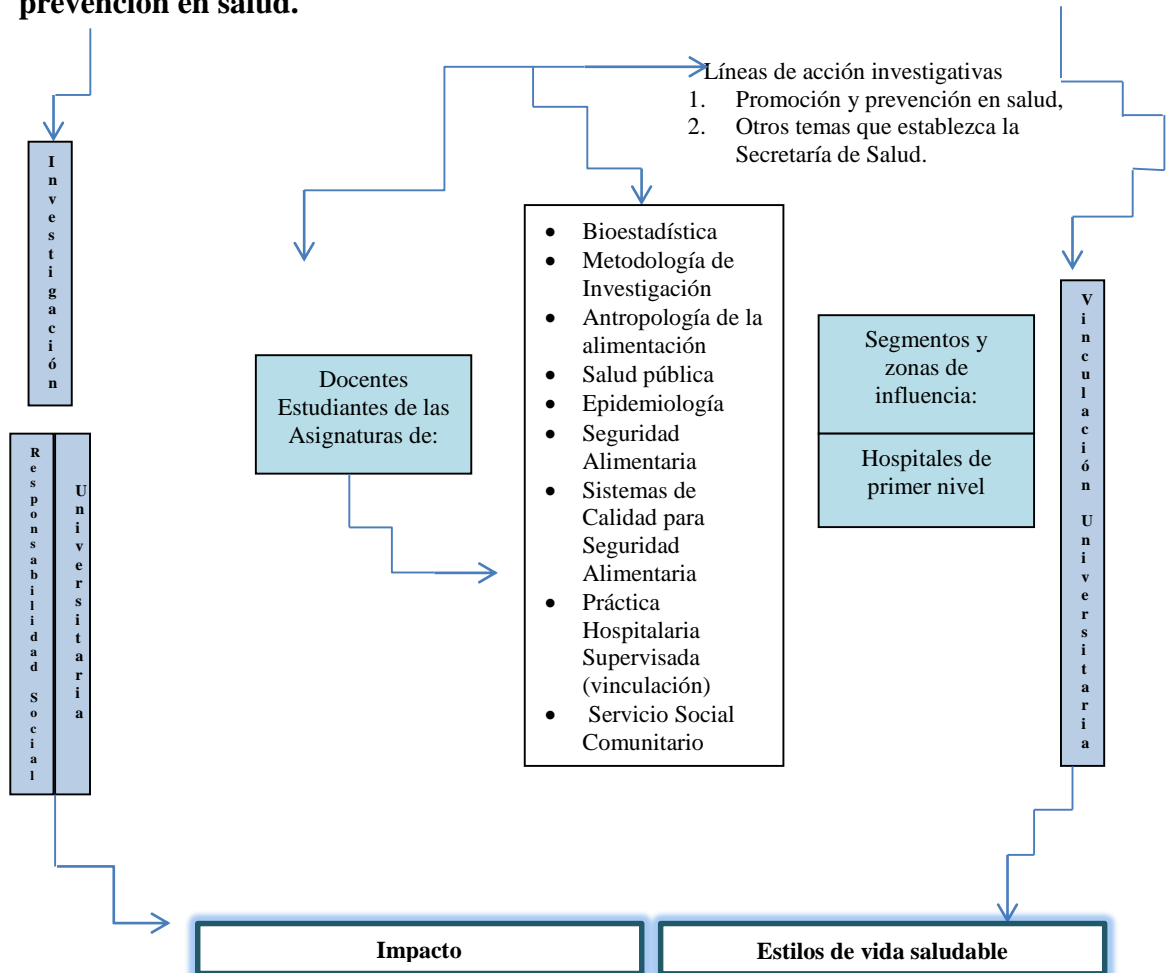 prevención en salud.
Líneas de acción investigativas
1. Promoción y prevención en salud,
2. Otros temas que establezca la
Secretaría de Salud.
Investigación
Responsabilidad Social
Universitaria
Docentes
Estudiantes de las
Asignaturas de:
• Bioestadística
• Metodología de
Investigación
• Antropología de la
alimentación
• Salud pública
• Epidemiología
• Seguridad
Alimentaria
• Sistemas de
Calidad para
Seguridad
Alimentaria
• Práctica
Hospitalaria
Supervisada
(vinculación)
• Servicio Social
Comunitario
Segmentos y
zonas de
influencia:
Hospitales de
primer nivel
Vinculación Universitaria
Impacto
Estilos de vida saludable